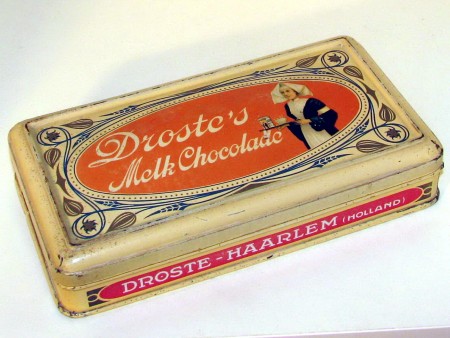 Droste's
Melk Chocolade
DROSTE-HAARLEM (HOLLAND)